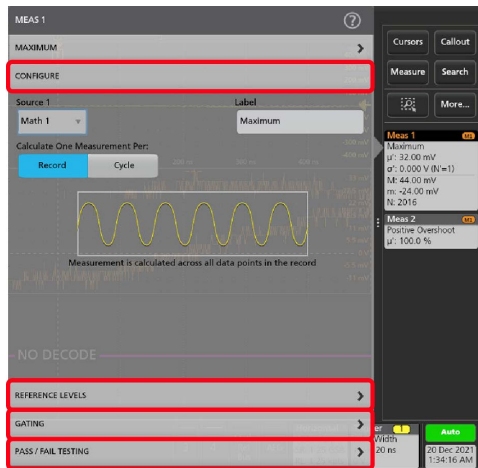 MEAS 1
?
MAXIMUM
CONFIGURE
Source 1
Label
Math 1
Maximum
Calculate One Measurement Per:
Record
Cycle
Measurement is calculated across all data points in the record
NO DECODE
REFERENCE LEVELS
GATING
PASS / FAIL TESTING
Cursors
Callout
Measure
Search
More...
Meas 1
M1
Maximum
µ': 32.00 mV
σ': 0.000 V (N'=1)
M: 44.00 mV
m: -24.00 mV
N: 2016
Meas 2
M1
Positive Overshoot
µ': 100.0 %
er
Width
20 ns
Auto
20 Dec 2021
1:34:16 AM